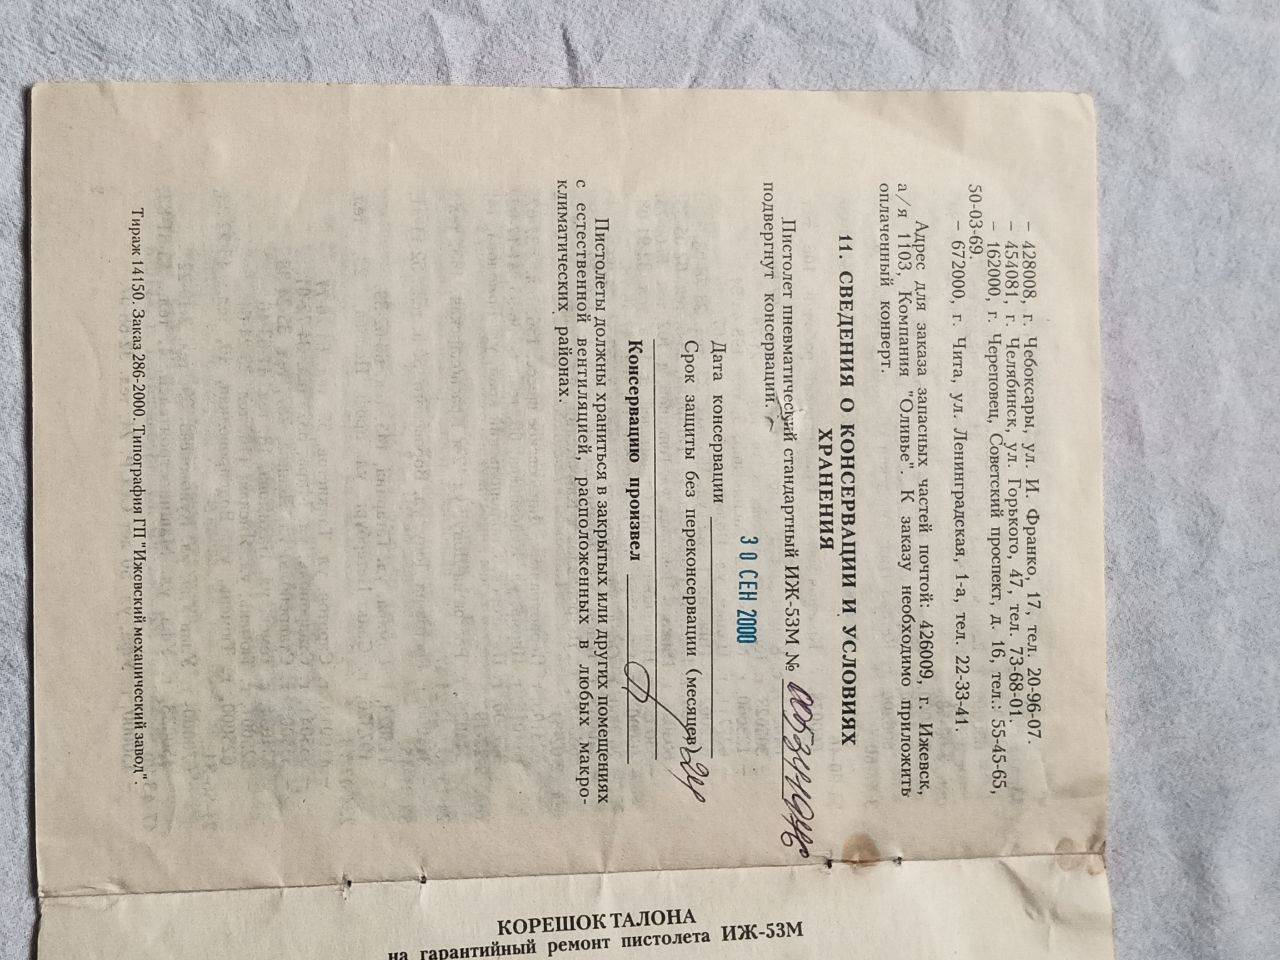 – 428008, г. Чебоксары, ул. И. Франко, 17, тел. 20-96-07.
– 454081, г. Челябинск, ул. Горького, 47, тел. 73-68-01.
– 162000, г. Череповец, Советский проспект, д. 16, тел.: 55-45-65,
50-03-69.
– 672000, г. Чита, ул. Ленинградская, 1-а, тел. 22-33-41.
Адрес для заказа запасных частей почтой: 426009, г. Ижевск,
а/я 1103, Компания "Оливье". К заказу необходимо приложить
оплаченный конверт.
11. СВЕДЕНИЯ О КОНСЕРВАЦИИ И УСЛОВИЯХ
ХРАНЕНИЯ
Пистолет пневматический стандартный ИЖ-53М №
подвергнут консервации.
30 СЕН 2000
Дата консервации
Срок защиты без переконсервации (месяцев)
Консервацию произвел
Пистолеты должны храниться в закрытых или других помещениях
с естественной вентиляцией, расположенных в любых макро-
климатических районах.
Тираж 14150. Заказ 286-2000. Типография ГП "Ижевский механический завод".
КОРЕШОК ТАЛОНА
на гарантийный ремонт пистолета ИЖ-53М